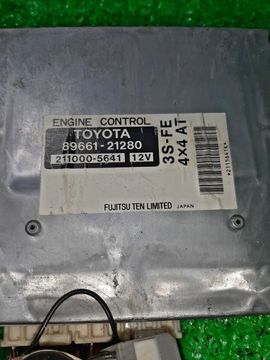 ENGINE CONTROL
TOYOTA
89661-21280
211000-5641 12V
3S-FE
4x4 AT
FUJITSU TEN LIMITED JAPAN